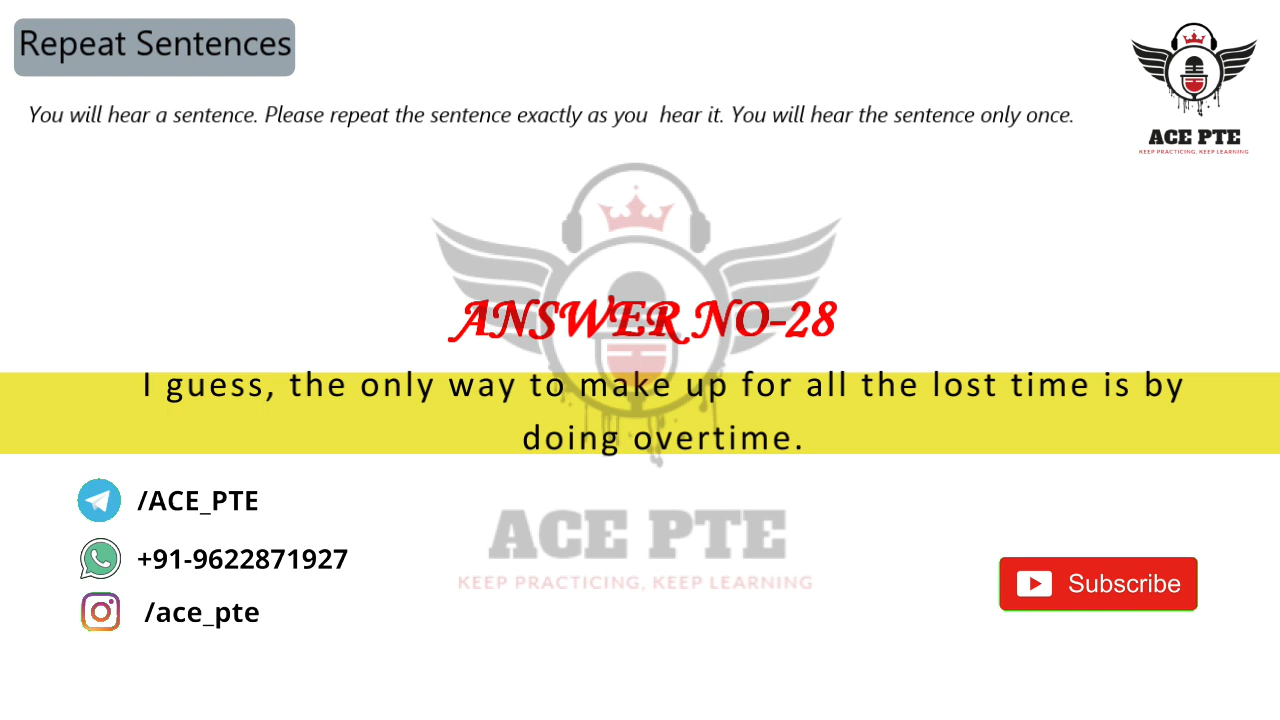 Repeat Sentences
You will hear a sentence. Please repeat the sentence exactly as you  hear it. You will hear the sentence only once.
ACE PTE
KEEP PRACTICING, KEEP LEARNING
ANSWER NO-28
I guess, the only way to make up for all the lost time is by
doing overtime.
/ACE_PTE
+91-9622871927
/ace_pte
ACE PTE
KEEP PRACTICING, KEEP LEARNING
Subscribe